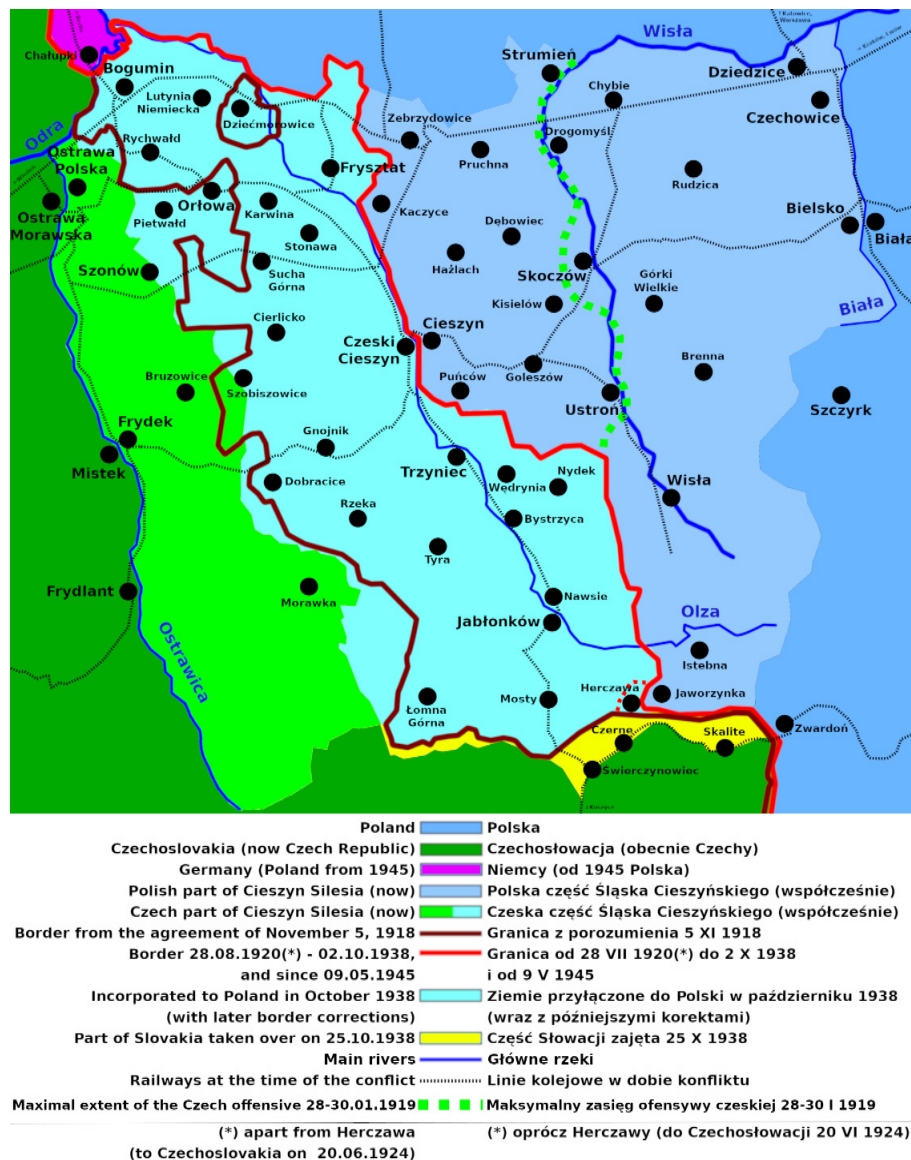 Chałupki
Bogumin
Lutynia
Niemiecka
Dziećmorowice
Odra
Rychwałd
Ostrawa
Polska
Ostrawa
Morawska
Pietwałd
Orłowa
Karwina
Frysztat
Stonawa
Szonów
Sucha
Górna
Cierlicko
Bruzowice
Szobiszowice
Frydek
Mistek
Gnojnik
Dobracice
Rzeka
Tyra
Frydlant
Morawka
Ostrawica
Łomna
Górna
Strumień
Wisła
Chybie
Dziedzice
Czechowice
Zebrzydowice
Drogomyśl
Pruchna
Rudzica
Kaczyce
Dębowiec
Bielsko
Biała
Hażlach
Skoczów
Górki
Wielkie
Kisielów
Biała
Czeski
Cieszyn
Cieszyn
Goleszów
Brenna
Puńców
Ustroń
Szczyrk
Trzyniec
Wędrynia
Nydek
Wisła
Bystrzyca
Nawsie
Jabłonków
Olza
Istebna
Mosty
Herczawa
Jaworzynka
Czerne
Skalite
Zwardoń
Świerczynowiec
Poland Polska
Czechoslovakia (now Czech Republic) Czechosłowacja (obecnie Czechy)
Germany (Poland from 1945) Niemcy (od 1945 Polska)
Polish part of Cieszyn Silesia (now) Polska część Śląska Cieszyńskiego (współcześnie)
Czech part of Cieszyn Silesia (now) Czeska część Śląska Cieszyńskiego (współcześnie)
Border from the agreement of November 5, 1918 Granica z porozumienia 5 XI 1918
Border 28.08.1920(*) - 02.10.1938, Granica od 28 VII 1920(*) do 2 X 1938
and since 09.05.1945 i od 9 V 1945
Incorporated to Poland in October 1938 Ziemie przyłączone do Polski w październiku 1938
(with later border corrections) (wraz z późniejszymi korektami)
Part of Slovakia taken over on 25.10.1938 Część Słowacji zajęta 25 X 1938
Main rivers Główne rzeki
Railways at the time of the conflict Linie kolejowe w dobie konfliktu
Maximal extent of the Czech offensive 28-30.01.1919 Maksymalny zasięg ofensywy czeskiej 28-30 I 1919
(*) apart from Herczawa (*) oprócz Herczawy (do Czechosłowacji 20 VI 1924)
(to Czechoslovakia on 20.06.1924)